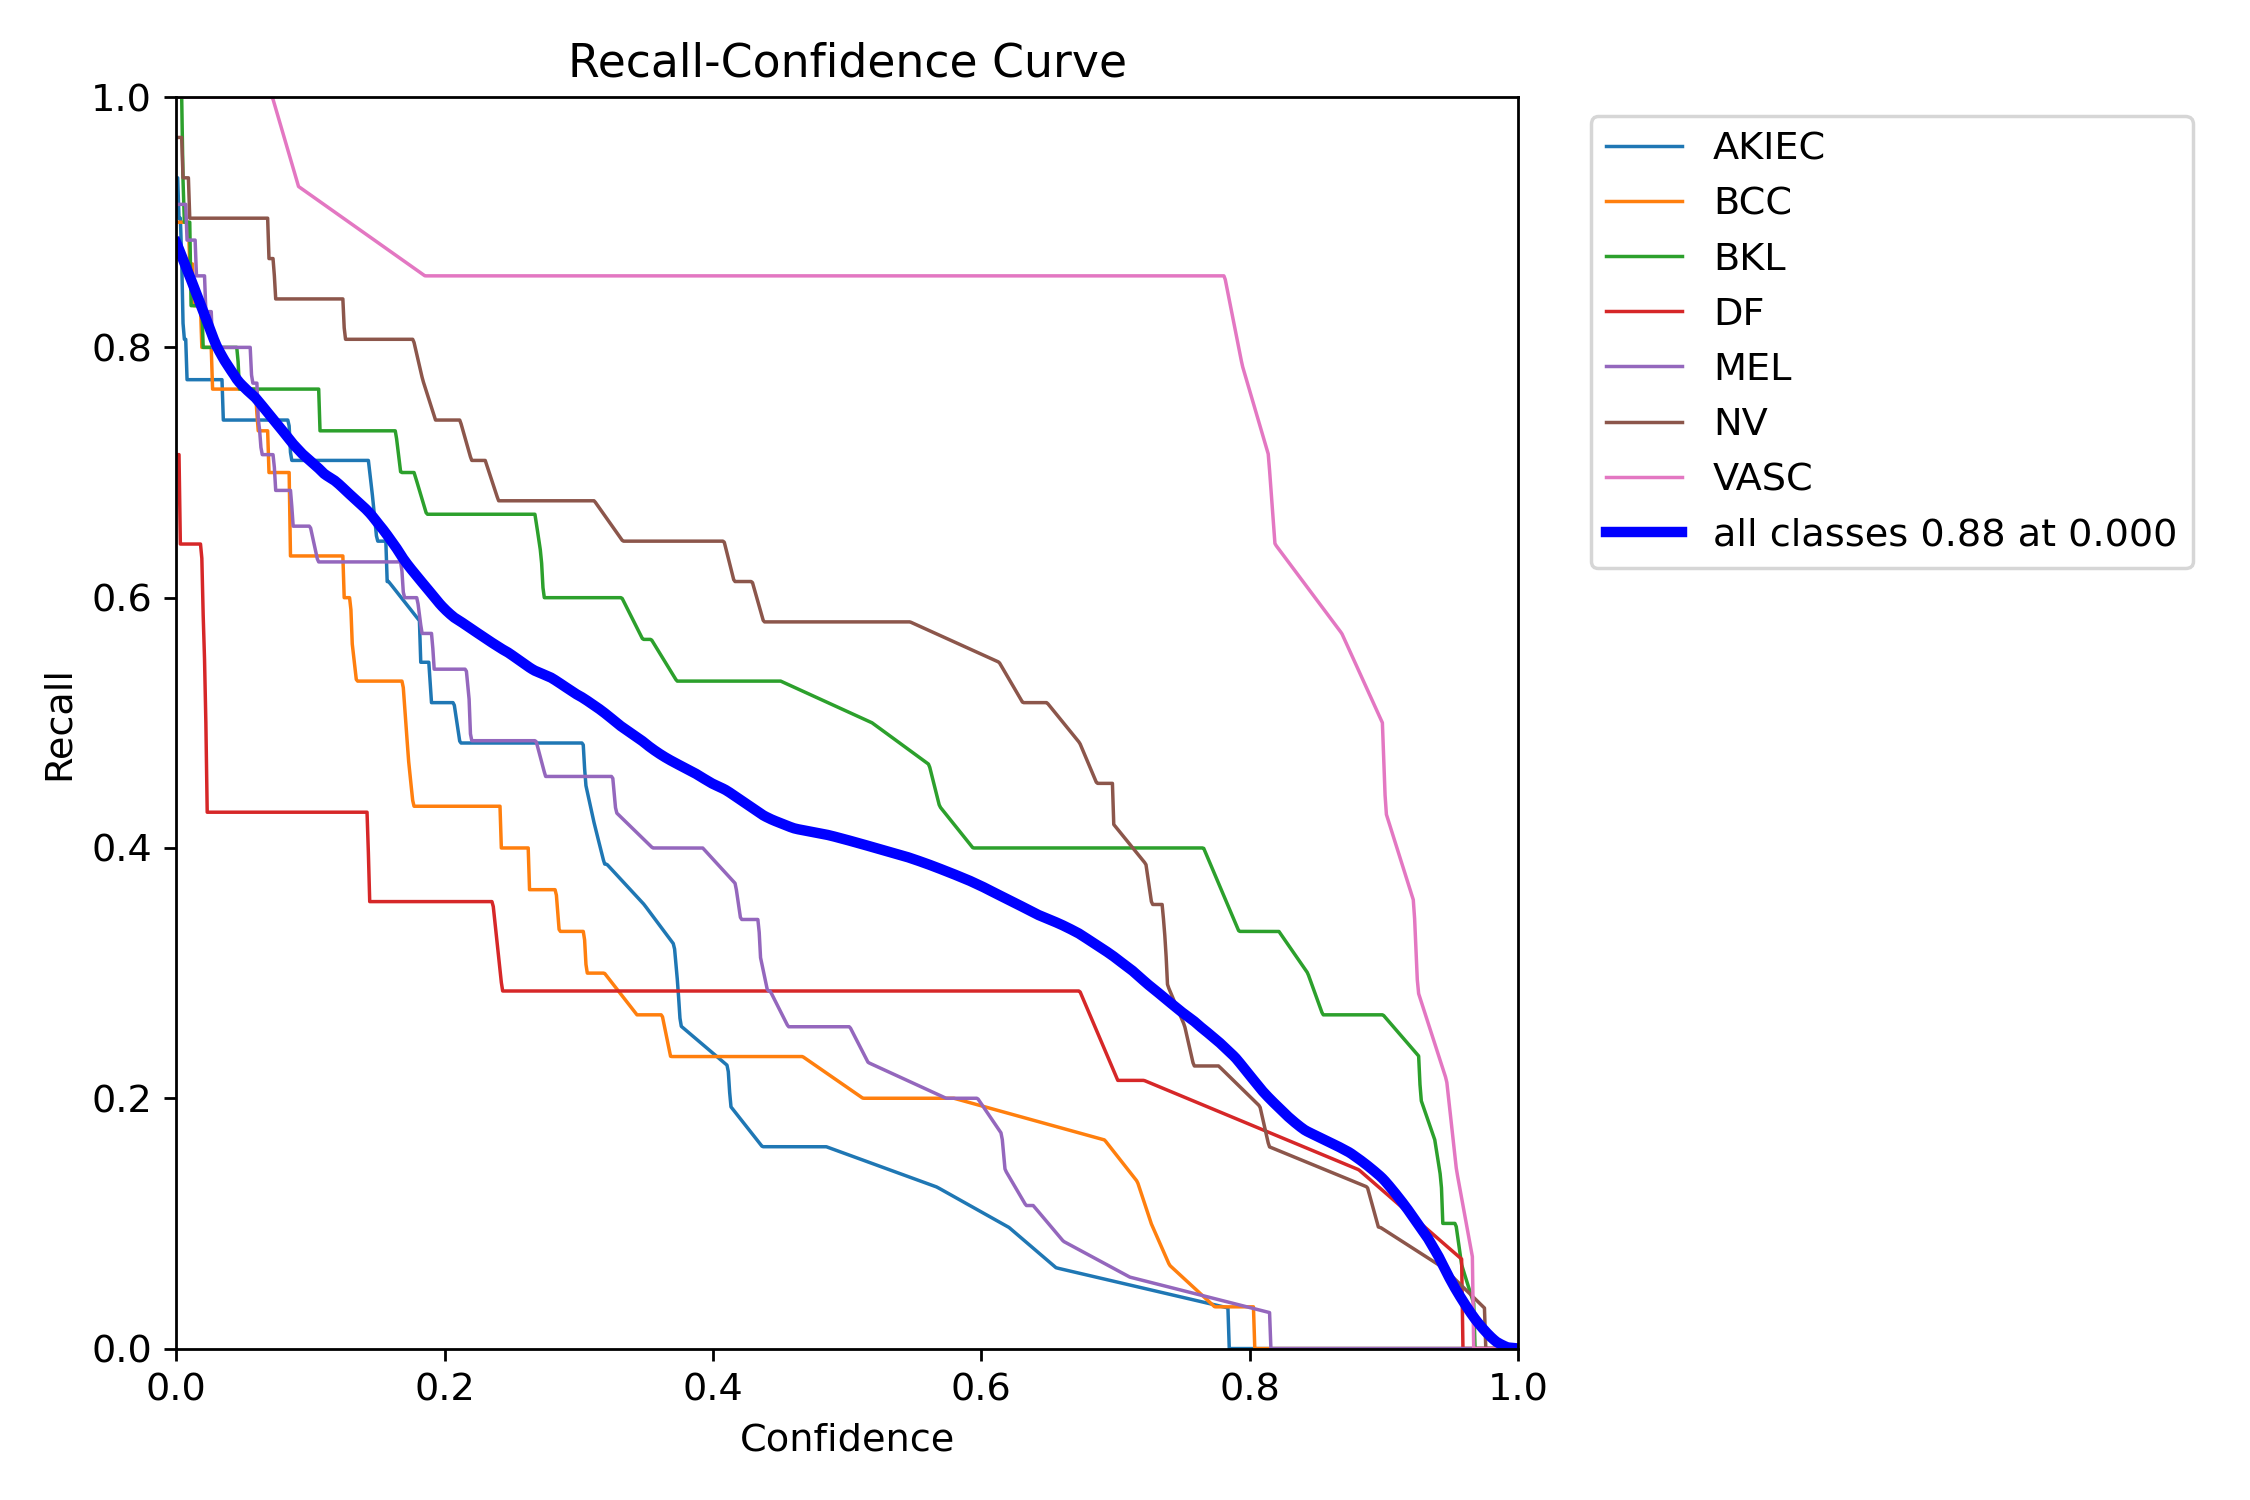 Recall-Confidence Curve
1.0
0.8
0.6
0.4
0.2
0.0
Recall
0.0 0.2 0.4 0.6 0.8 1.0
Confidence
AKIEC
BCC
BKL
DF
MEL
NV
VASC
all classes 0.88 at 0.000